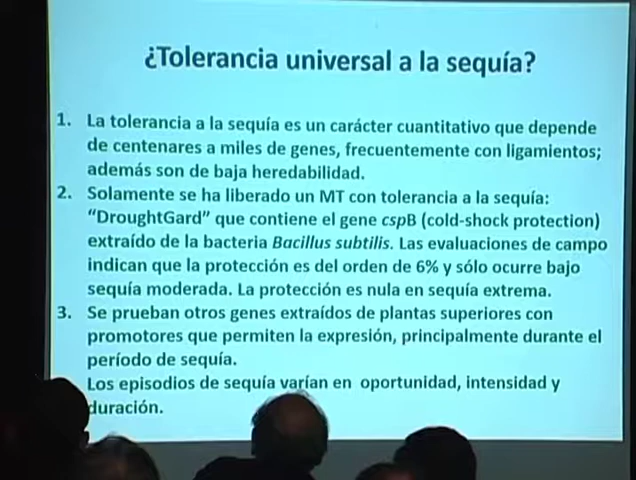 ¿Tolerancia universal a la sequía?
1. La tolerancia a la sequía es un carácter cuantitativo que depende
de centenares a miles de genes, frecuentemente con ligamientos;
además son de baja heredabilidad.
2. Solamente se ha liberado un MT con tolerancia a la sequía:
“DroughtGard” que contiene el gene cspB (cold-shock protection)
extraído de la bacteria Bacillus subtilis. Las evaluaciones de campo
indican que la protección es del orden de 6% y sólo ocurre bajo
sequía moderada. La protección es nula en sequía extrema.
3. Se prueban otros genes extraídos de plantas superiores con
promotores que permiten la expresión, principalmente durante el
período de sequía.
Los episodios de sequía varían en oportunidad, intensidad y
duración.